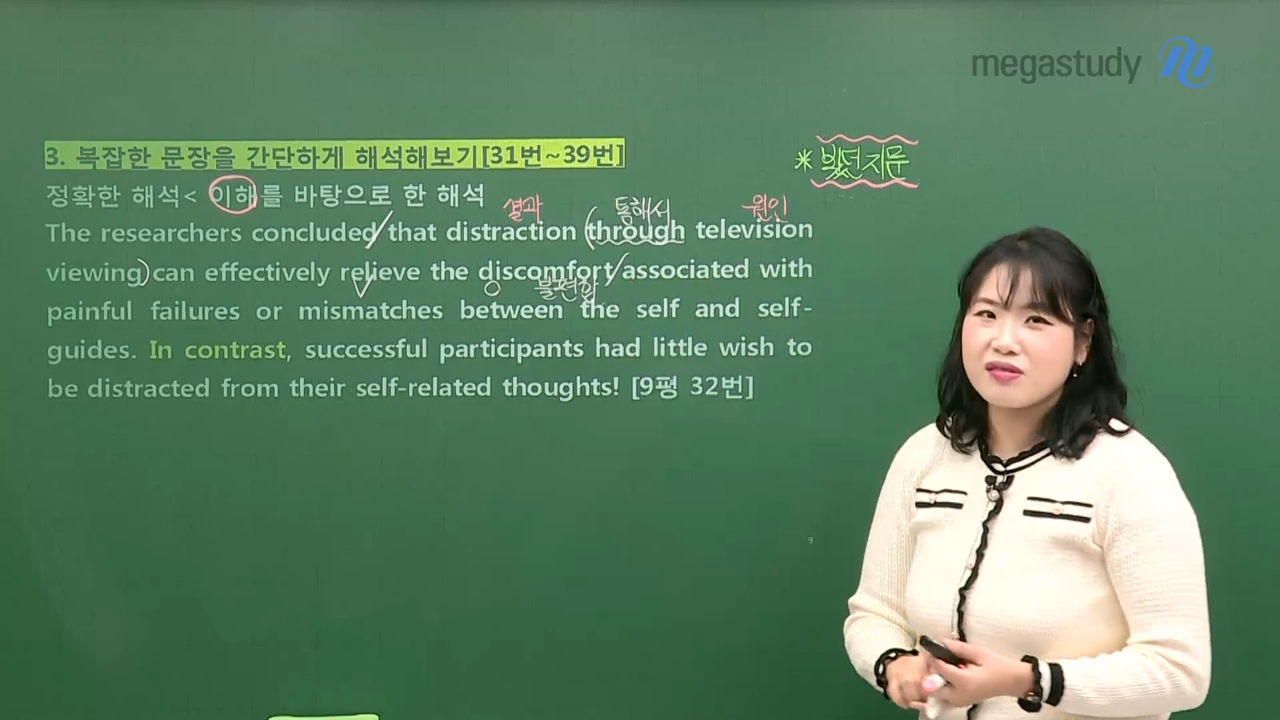 megastudy
3. 복잡한 문장을 간단하게 해석해보기[31번~39번]
* 봤던 지문
정확한 해석< 이해를 바탕으로 한 해석
결과 통해서 원인
The researchers concluded that distraction (through television
viewing) can effectively relieve the discomfort associated with
불편함
painful failures or mismatches between the self and self-
guides. In contrast, successful participants had little wish to
be distracted from their self-related thoughts! [9평 32번]